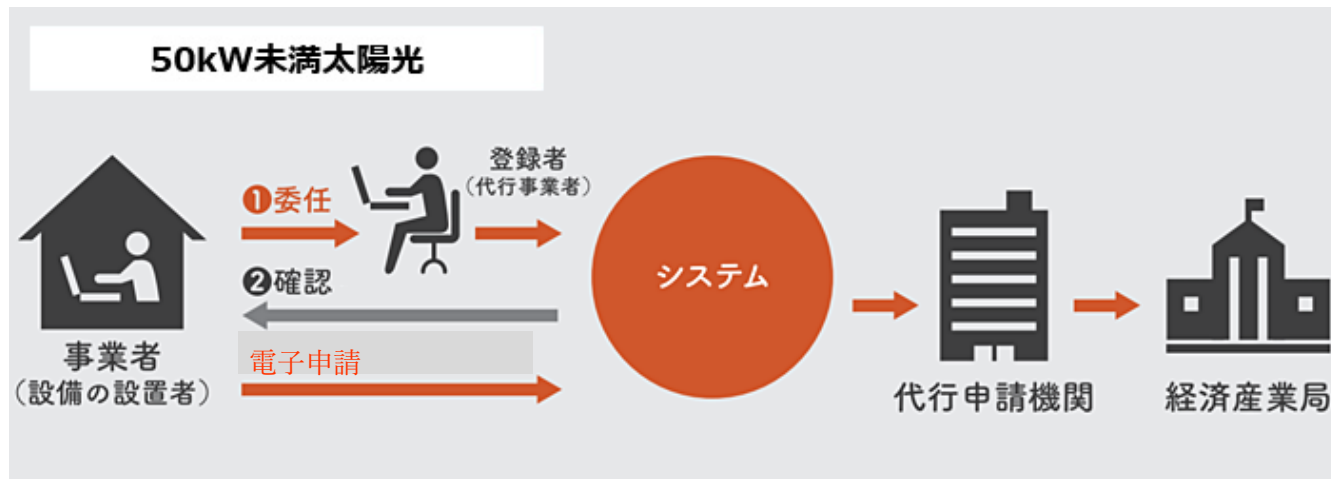 50kW未満太陽光
❶委任
登録者
（代行事業者）
❷確認
電子申請
システム
事業者
（設備の設置者）
代行申請機関
経済産業局